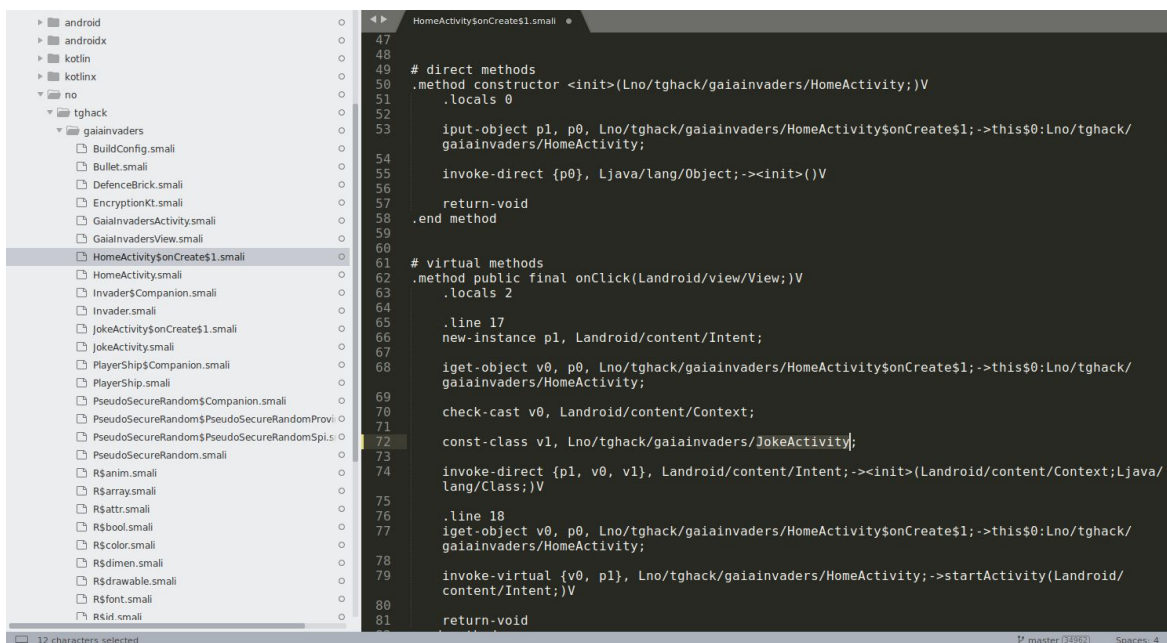 android
androidx
kotlin
kotlinx
no
tghack
gaiainvaders
BuildConfig.smali
Bullet.smali
DefenceBrick.smali
EncryptionKt.smali
GaiaInvadersActivity.smali
GaiaInvadersView.smali
HomeActivity$onCreate$1.smali
HomeActivity.smali
Invader$Companion.smali
Invader.smali
JokeActivity$onCreate$1.smali
JokeActivity.smali
PlayerShip$Companion.smali
PlayerShip.smali
PseudoSecureRandom$Companion.smali
PseudoSecureRandom$PseudoSecureRandomProvi
PseudoSecureRandom$PseudoSecureRandomSpi.s
PseudoSecureRandom.smali
R$anim.smali
R$array.smali
R$attr.smali
R$bool.smali
R$color.smali
R$dimen.smali
R$drawable.smali
R$font.smali
R$id.smali
HomeActivity$onCreate$1.smali
47
48
49 # direct methods
50 .method constructor <init>(Lno/tghack/gaiainvaders/HomeActivity;)V
51 .locals 0
52
53 iput-object p1, p0, Lno/tghack/gaiainvaders/HomeActivity$onCreate$1;->this$0:Lno/tghack/
gaiainvaders/HomeActivity;
54
55 invoke-direct {p0}, Ljava/lang/Object;-><init>()V
56
57 return-void
58 .end method
59
60
61 # virtual methods
62 .method public final onClick(Landroid/view/View;)V
63 .locals 2
64
65 .line 17
66 new-instance p1, Landroid/content/Intent;
67
68 iget-object v0, p0, Lno/tghack/gaiainvaders/HomeActivity$onCreate$1;->this$0:Lno/tghack/
gaiainvaders/HomeActivity;
69
70 check-cast v0, Landroid/content/Context;
71
72 const-class v1, Lno/tghack/gaiainvaders/JokeActivity;
73
74 invoke-direct {p1, v0, v1}, Landroid/content/Intent;-><init>(Landroid/content/Context;Ljava/
lang/Class;)V
75
76 .line 18
77 iget-object v0, p0, Lno/tghack/gaiainvaders/HomeActivity$onCreate$1;->this$0:Lno/tghack/
gaiainvaders/HomeActivity;
78
79 invoke-virtual {v0, p1}, Lno/tghack/gaiainvaders/HomeActivity;->startActivity(Landroid/
content/Intent;)V
80
81 return-void
12 characters selected
master 34962
Spaces: 4